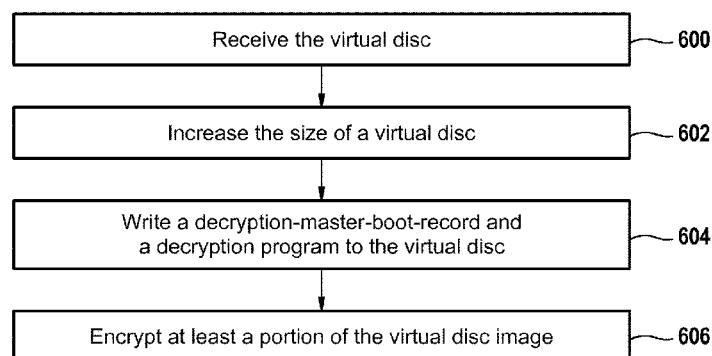 Receive the virtual disc
600
Increase the size of a virtual disc
602
Write a decryption-master-boot-record and
a decryption program to the virtual disc
604
Encrypt at least a portion of the virtual disc image
606